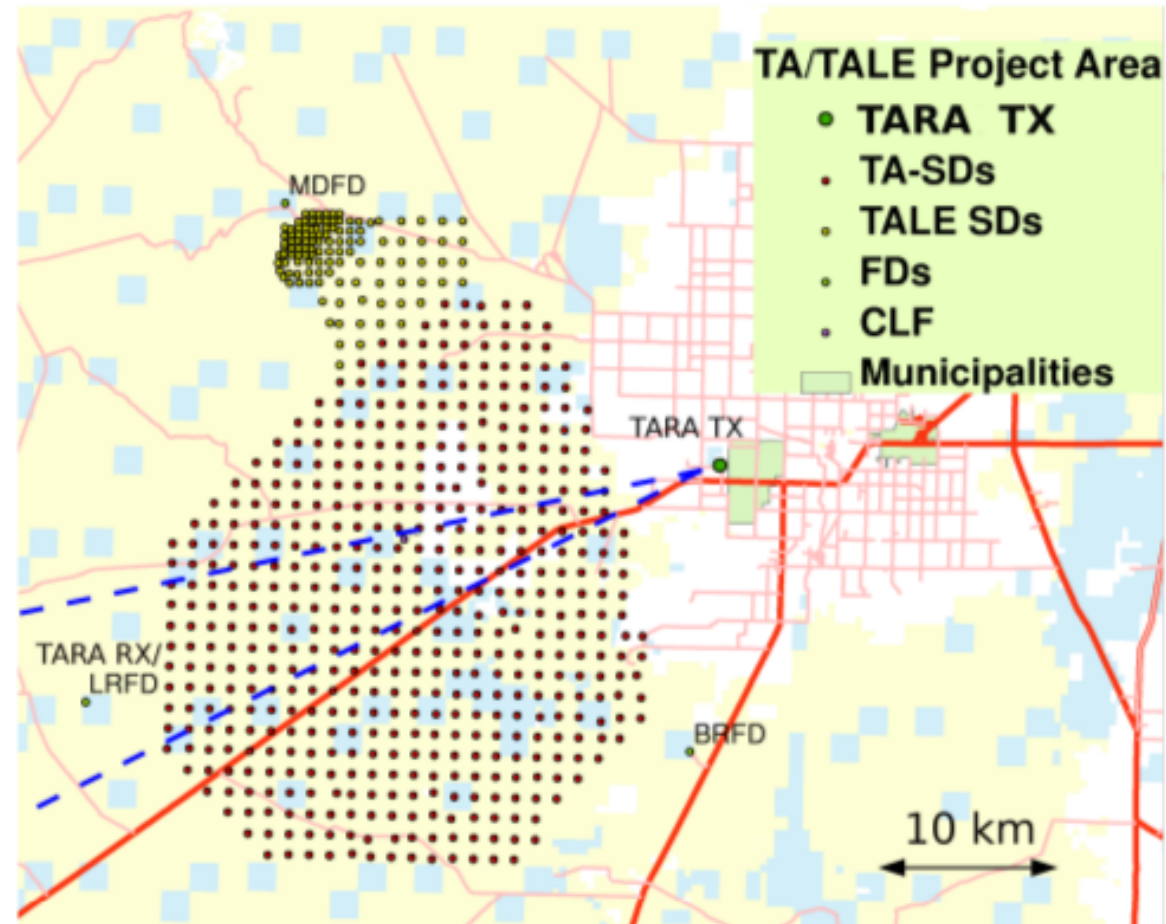 TA/TALE Project Area
TARA TX
TA-SDs
TALE SDs
FDs
CLF
Municipalities
MDFD
TARA TX
TARA RX/
LRFD
BRFD
10 km